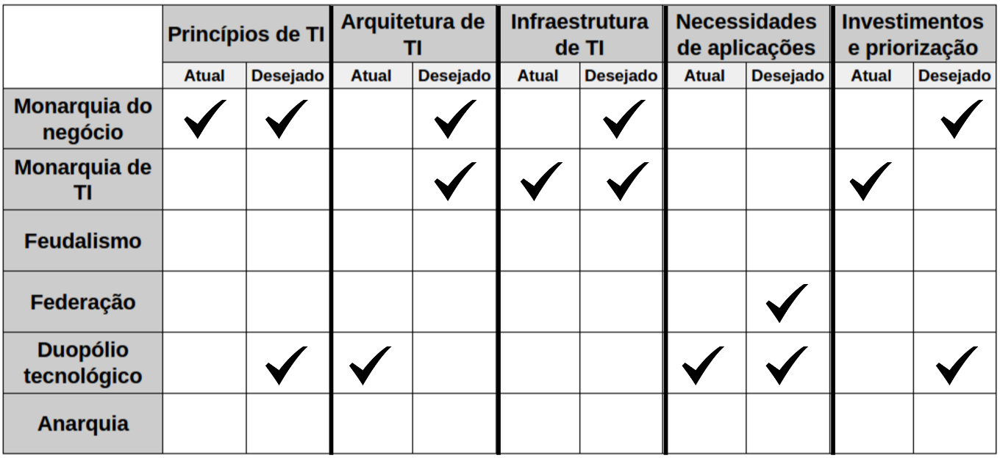 Princípios de TI
Arquitetura de
TI
Infraestrutura
de TI
Necessidades
de aplicações
Investimentos
e priorização
Atual
Desejado
Atual
Desejado
Atual
Desejado
Atual
Desejado
Atual
Desejado
Monarquia do
negócio
Monarquia de
TI
Feudalismo
Federação
Duopólio
tecnológico
Anarquia